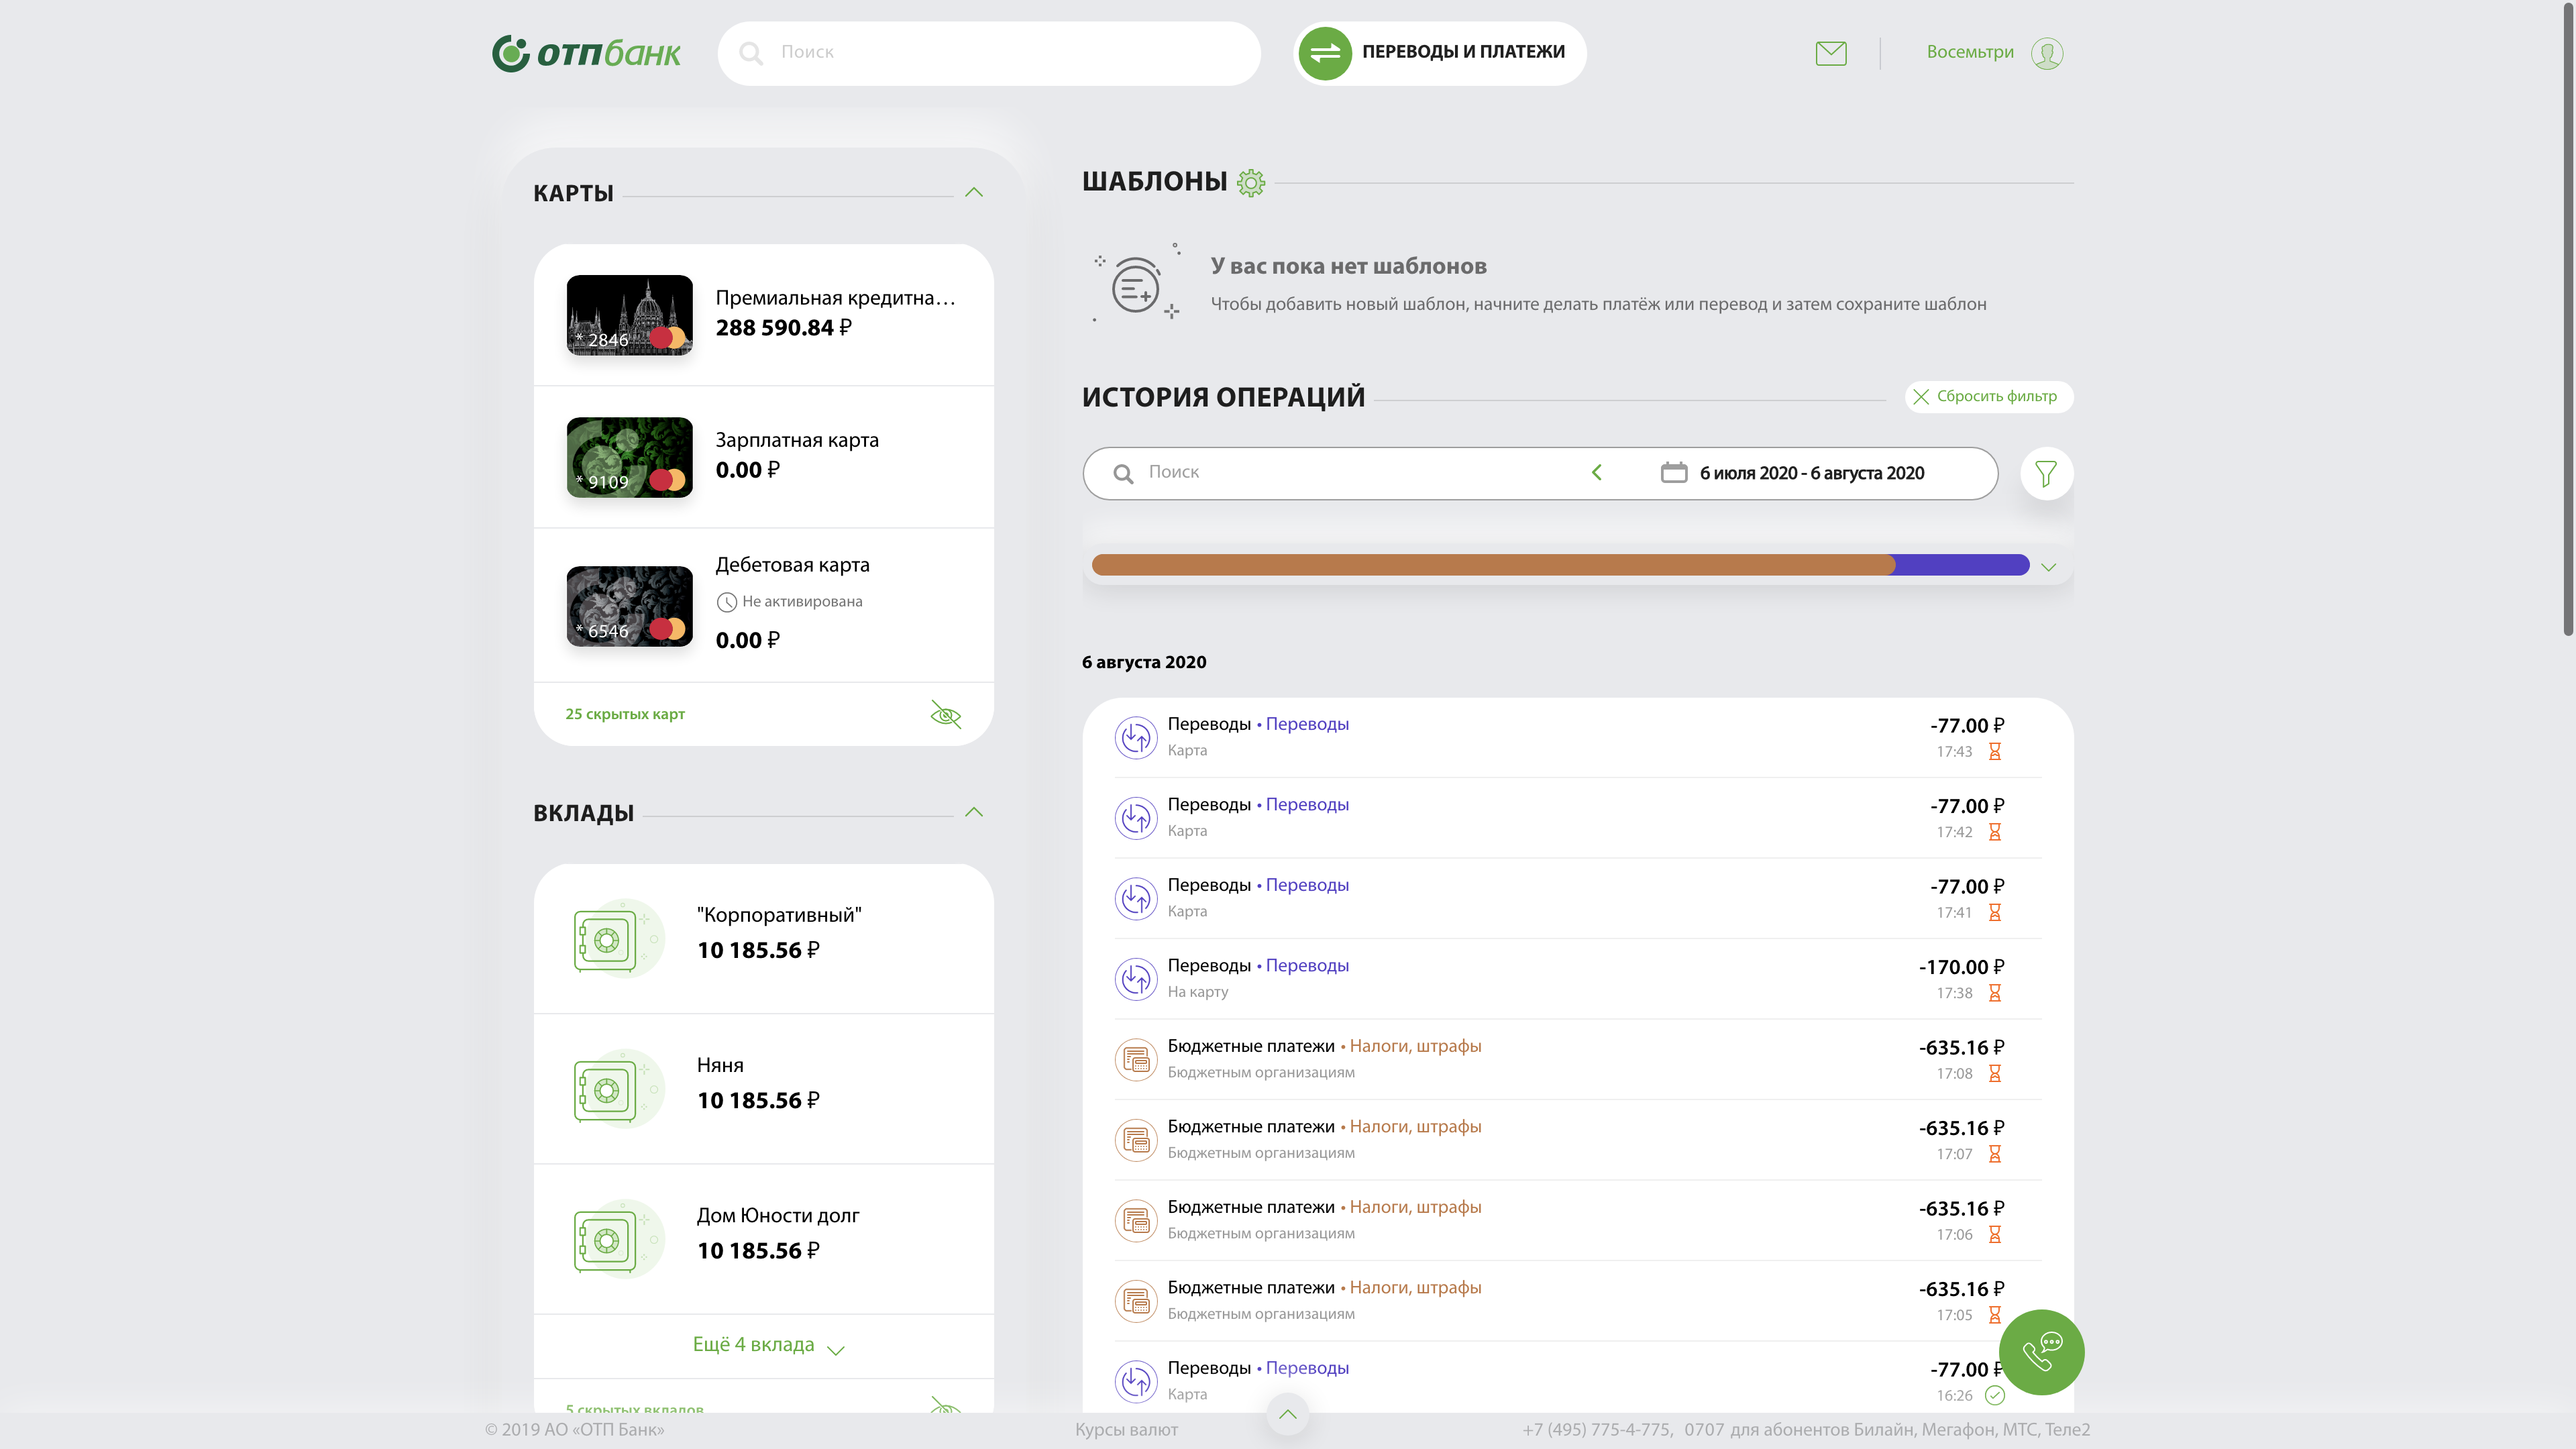 отпбанк
Поиск
ПЕРЕВОДЫ И ПЛАТЕЖИ
Восемьтри
КАРТЫ
* 2846
Премиальная кредитна…
288 590.84 ₽
* 9109
Зарплатная карта
0.00 ₽
* 6546
Дебетовая карта
Не активирована
0.00 ₽
25 скрытых карт
ВКЛАДЫ
"Корпоративный"
10 185.56 ₽
Няня
10 185.56 ₽
Дом Юности долг
10 185.56 ₽
Ещё 4 вклада
5 скрытых вкладов
ШАБЛОНЫ
У вас пока нет шаблонов
Чтобы добавить новый шаблон, начните делать платёж или перевод и затем сохраните шаблон
ИСТОРИЯ ОПЕРАЦИЙ
Сбросить фильтр
Поиск
6 июля 2020 - 6 августа 2020
6 августа 2020
Переводы • Переводы -77.00 ₽
Карта 17:43
Переводы • Переводы -77.00 ₽
Карта 17:42
Переводы • Переводы -77.00 ₽
Карта 17:41
Переводы • Переводы -170.00 ₽
На карту 17:38
Бюджетные платежи • Налоги, штрафы -635.16 ₽
Бюджетным организациям 17:08
Бюджетные платежи • Налоги, штрафы -635.16 ₽
Бюджетным организациям 17:07
Бюджетные платежи • Налоги, штрафы -635.16 ₽
Бюджетным организациям 17:06
Бюджетные платежи • Налоги, штрафы -635.16 ₽
Бюджетным организациям 17:05
Переводы • Переводы -77.00 ₽
Карта 16:26
© 2019 АО «ОТП Банк»
Курсы валют
+7 (495) 775-4-775, 0707 для абонентов Билайн, Мегафон, МТС, Теле2